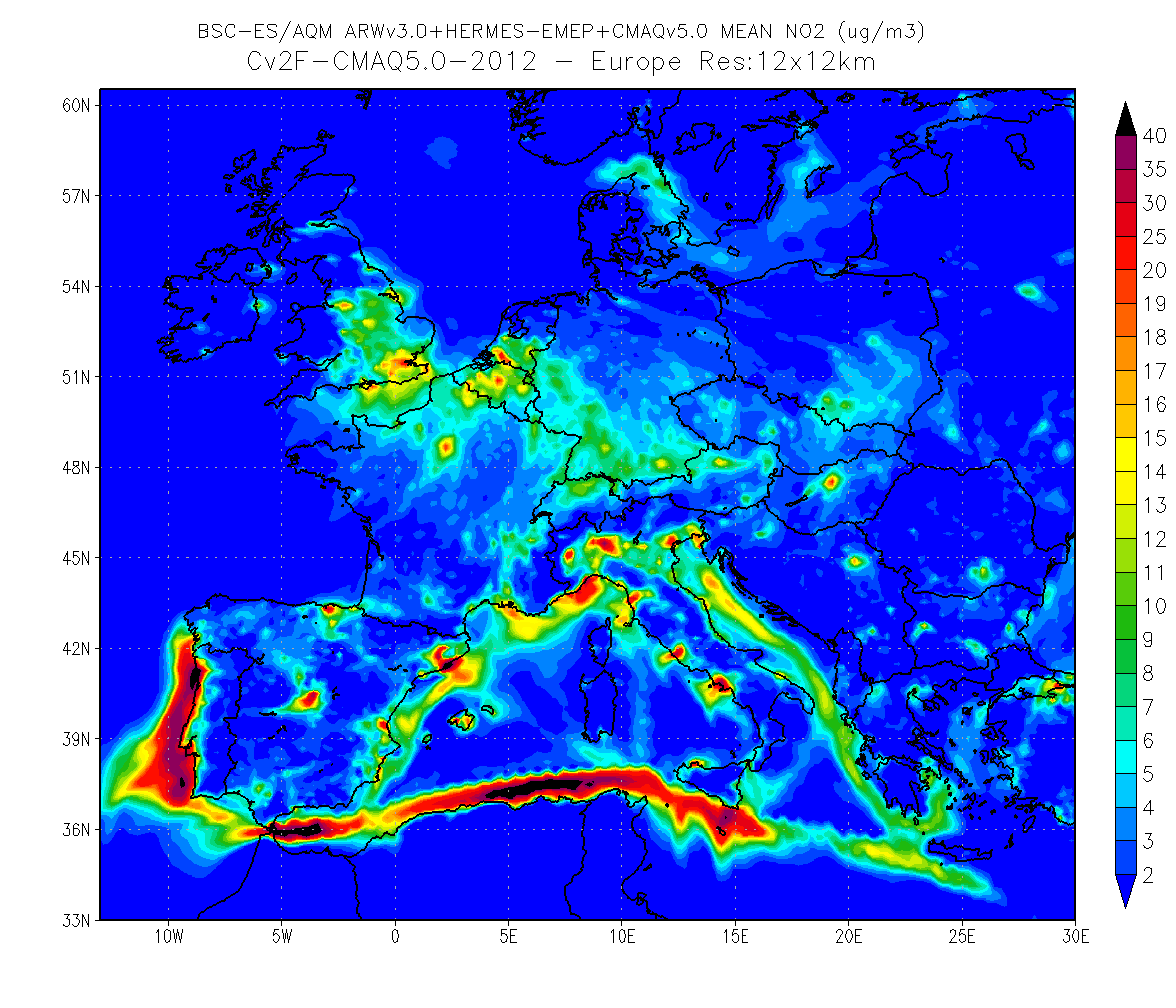 BSC-ES/AQM ARWv3.0+HERMES-EMEP+CMAQv5.0 MEAN NO2 (ug/m3)
Cv2F-CMAQ5.0-2012 - Europe Res:12x12km
60N
57N
54N
51N
48N
45N
42N
39N
36N
33N
10W 5W 0 5E 10E 15E 20E 25E 30E
40
35
30
25
20
19
18
17
16
15
14
13
12
11
10
9
8
7
6
5
4
3
2